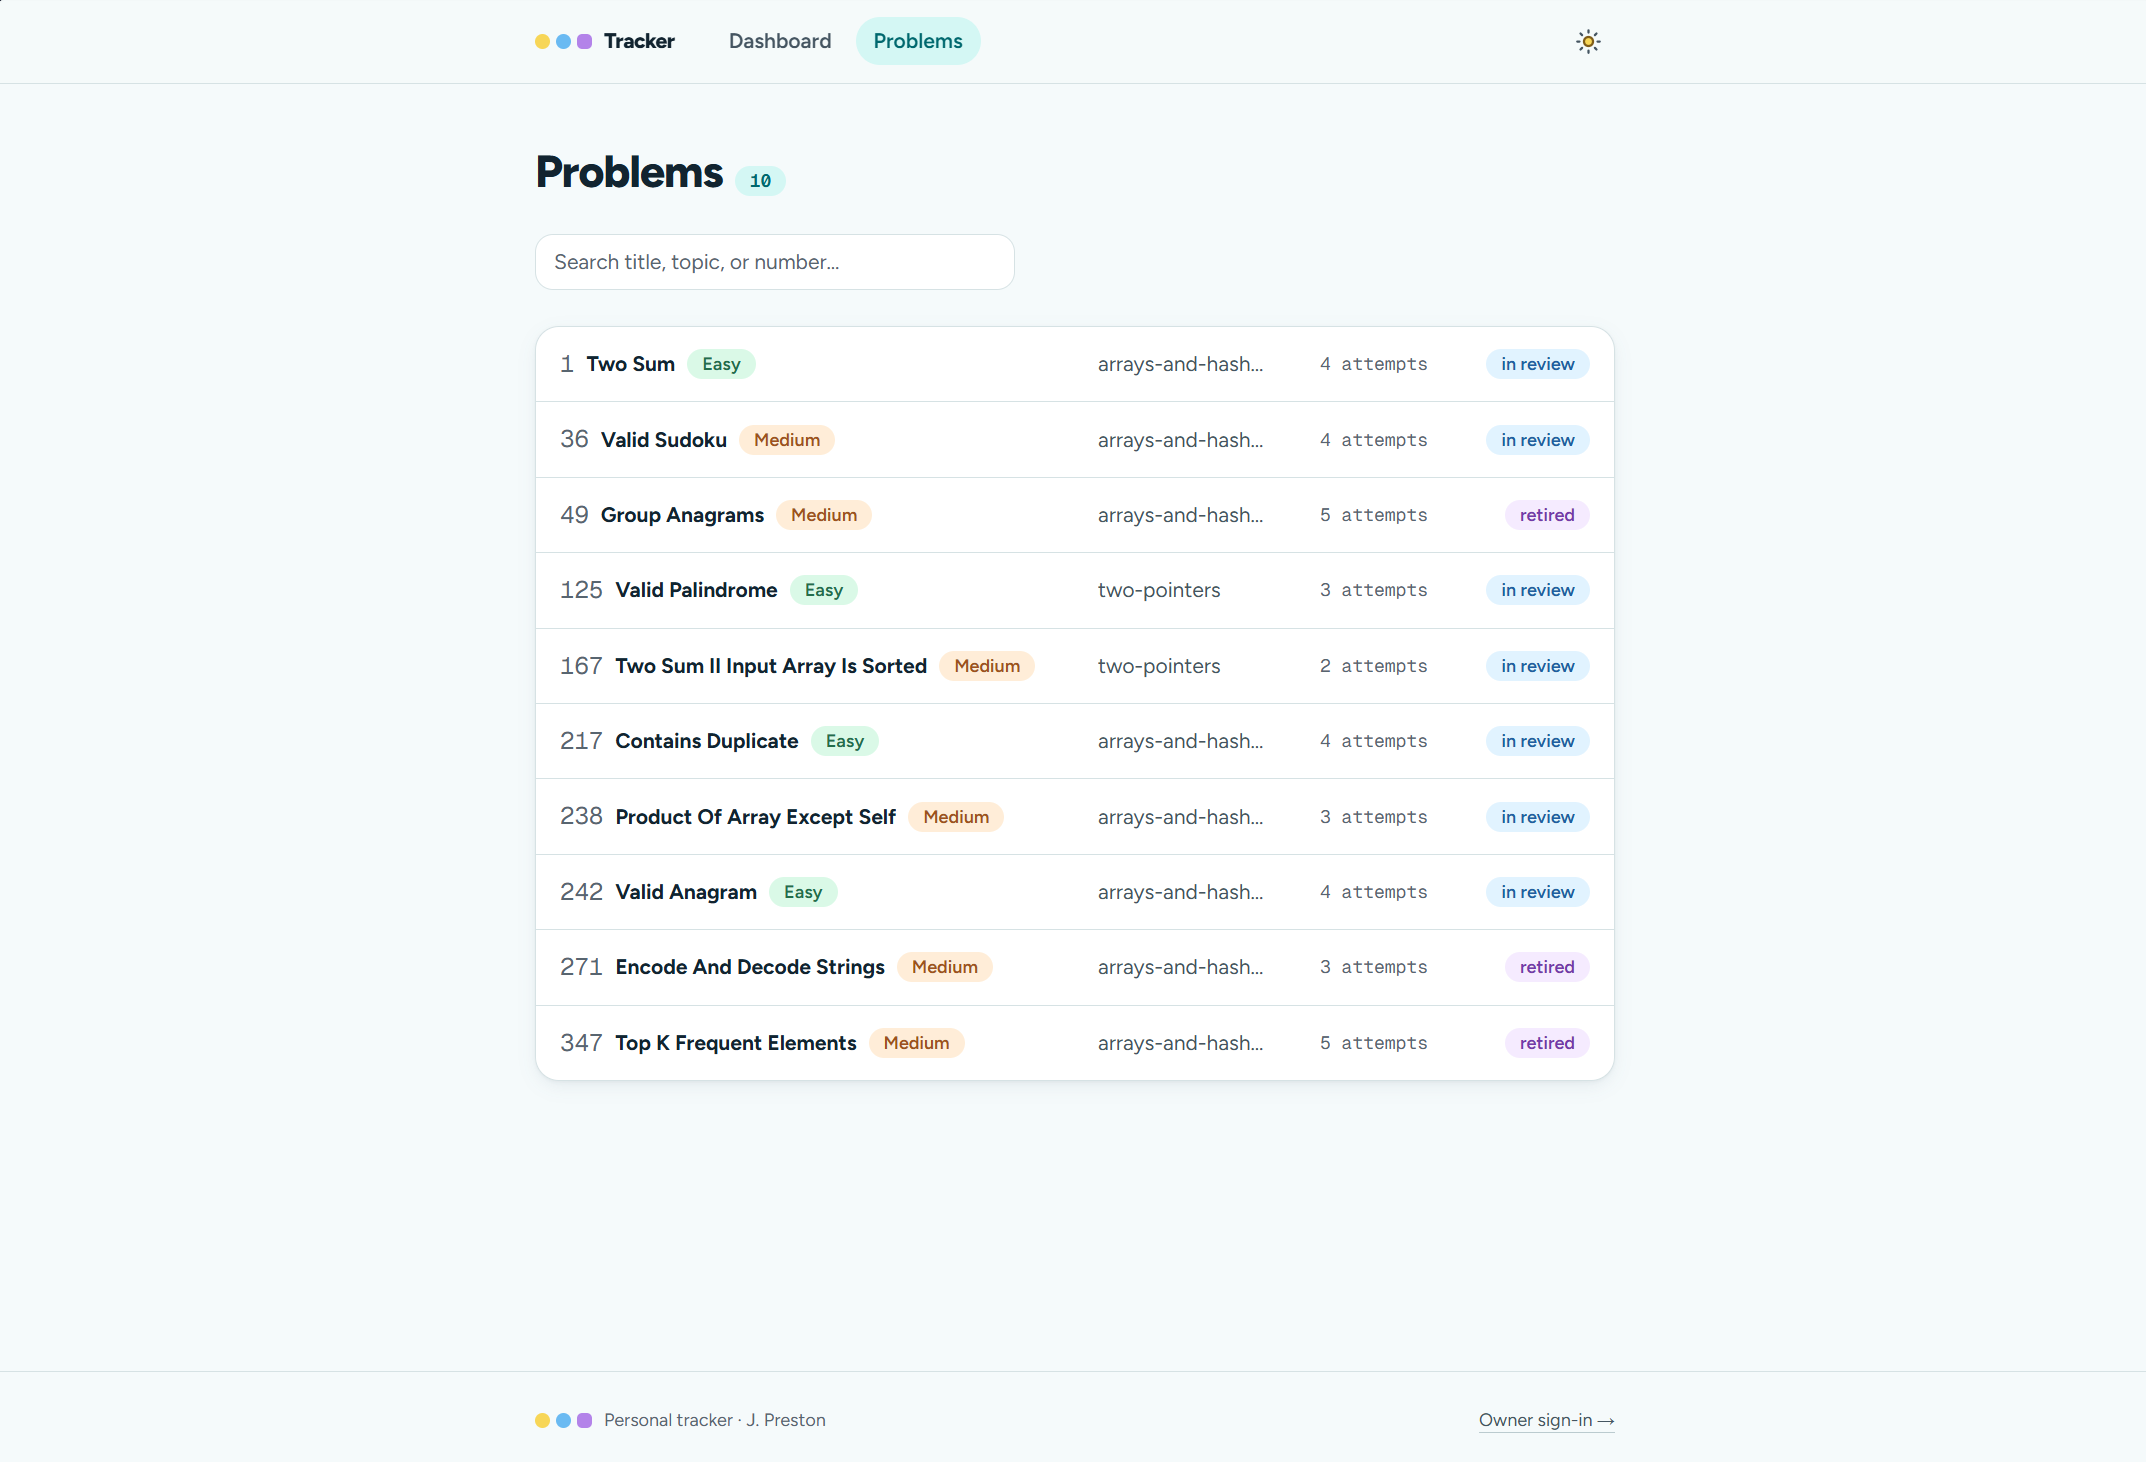 Tracker Dashboard Problems
Problems 10
Search title, topic, or number...
1 Two Sum Easy arrays-and-hash... 4 attempts in review
36 Valid Sudoku Medium arrays-and-hash... 4 attempts in review
49 Group Anagrams Medium arrays-and-hash... 5 attempts retired
125 Valid Palindrome Easy two-pointers 3 attempts in review
167 Two Sum II Input Array Is Sorted Medium two-pointers 2 attempts in review
217 Contains Duplicate Easy arrays-and-hash... 4 attempts in review
238 Product Of Array Except Self Medium arrays-and-hash... 3 attempts in review
242 Valid Anagram Easy arrays-and-hash... 4 attempts in review
271 Encode And Decode Strings Medium arrays-and-hash... 3 attempts retired
347 Top K Frequent Elements Medium arrays-and-hash... 5 attempts retired
Personal tracker · J. Preston Owner sign-in →